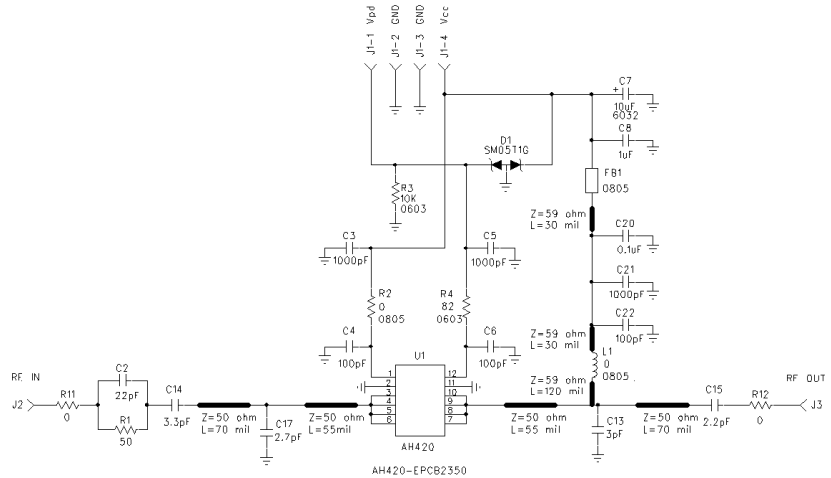 J1-1 Vpd
J1-2 GND
J1-3 GND
J1-4 Vcc
C7
+
10uF
6032
C8
1uF
D1
SM05T1G
FB1
0805
R3
10K
0603
Z=59 ohm
L=30 mil
C20
0.1uF
C3
1000pF
C5
1000pF
C21
1000pF
R2
0
0805
R4
82
0603
C22
100pF
C4
100pF
C6
100pF
Z=59 ohm
L=30 mil
L1
0
0805
U1
1
2
3
4
5
6
12
11
10
9
8
7
Z=59 ohm
L=120 mil
RF IN
J2
R11
0
C2
22pF
R1
50
C14
3.3pF
Z=50 ohm
L=70 mil
C17
2.7pF
Z=50 ohm
L=55mil
AH420
Z=50 ohm
L=55 mil
C13
3pF
Z=50 ohm
L=70 mil
C15
2.2pF
R12
0
RF OUT
J3
AH420-EPCB2350